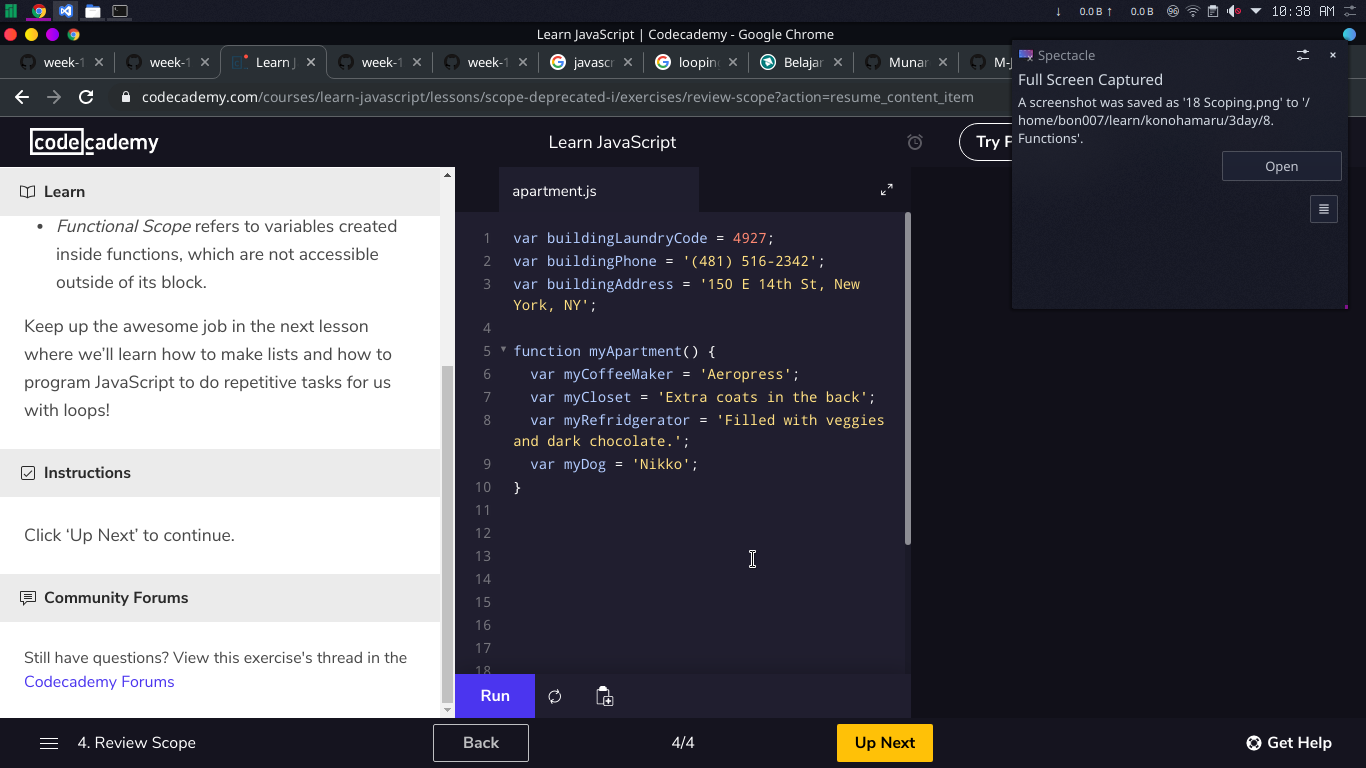 0.0 B
0.0 B
10:38 AM
Learn JavaScript | Codecademy - Google Chrome
week-1
week-1
Learn J
week-1
week-1
javascr
looping
Belajar
Munar
M-J
codecademy.com/courses/learn-javascript/lessons/scope-deprecated-i/exercises/review-scope?action=resume_content_item
Spectacle
Full Screen Captured
A screenshot was saved as '18 Scoping.png' to '/
home/bon007/learn/konohamaru/3day/8.
Functions'.
Open
codecademy
Learn JavaScript
Try
Learn
• Functional Scope refers to variables created
inside functions, which are not accessible
outside of its block.
Keep up the awesome job in the next lesson
where we’ll learn how to make lists and how to
program JavaScript to do repetitive tasks for us
with loops!
Instructions
Click ‘Up Next’ to continue.
Community Forums
Still have questions? View this exercise's thread in the
Codecademy Forums
apartment.js
1 var buildingLaundryCode = 4927;
2 var buildingPhone = '(481) 516-2342';
3 var buildingAddress = '150 E 14th St, New
York, NY';
4
5 function myApartment() {
6 var myCoffeeMaker = 'Aeropress';
7 var myCloset = 'Extra coats in the back';
8 var myRefridgerator = 'Filled with veggies
and dark chocolate.';
9 var myDog = 'Nikko';
10 }
11
12
13
14
15
16
17
18
Run
4. Review Scope
Back
4/4
Up Next
Get Help